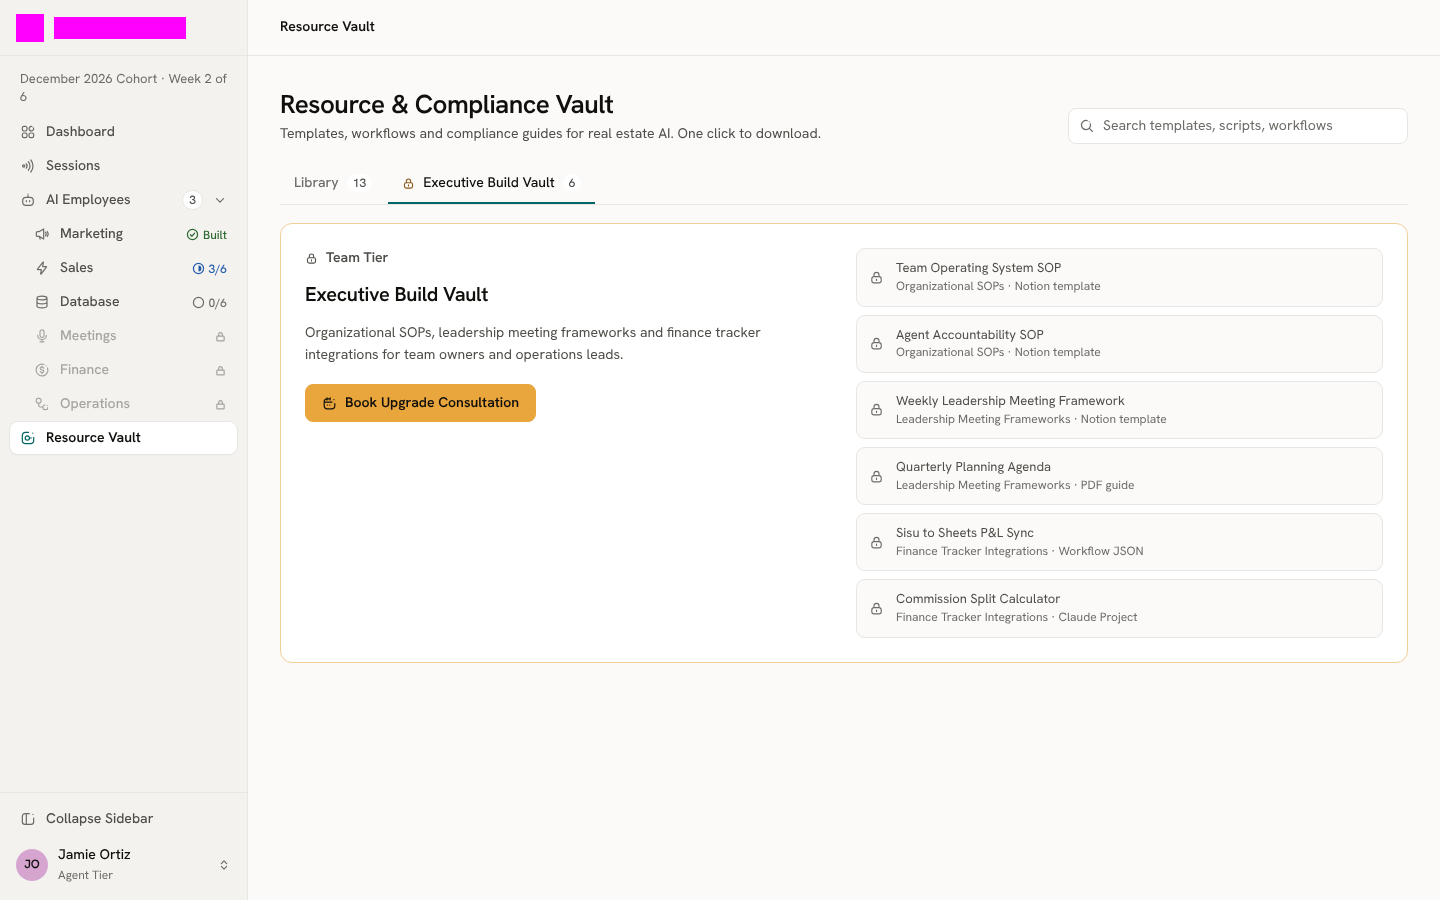 December 2026 Cohort · Week 2 of
6
Dashboard
Sessions
AI Employees 3
Marketing Built
Sales 3/6
Database 0/6
Meetings
Finance
Operations
Resource Vault
Collapse Sidebar
JO
Jamie Ortiz
Agent Tier
Resource Vault
Resource & Compliance Vault
Templates, workflows and compliance guides for real estate AI. One click to download.
Search templates, scripts, workflows
Library 13
Executive Build Vault 6
Team Tier
Executive Build Vault
Organizational SOPs, leadership meeting frameworks and finance tracker
integrations for team owners and operations leads.
Book Upgrade Consultation
Team Operating System SOP
Organizational SOPs · Notion template
Agent Accountability SOP
Organizational SOPs · Notion template
Weekly Leadership Meeting Framework
Leadership Meeting Frameworks · Notion template
Quarterly Planning Agenda
Leadership Meeting Frameworks · PDF guide
Sisu to Sheets P&L Sync
Finance Tracker Integrations · Workflow JSON
Commission Split Calculator
Finance Tracker Integrations · Claude Project